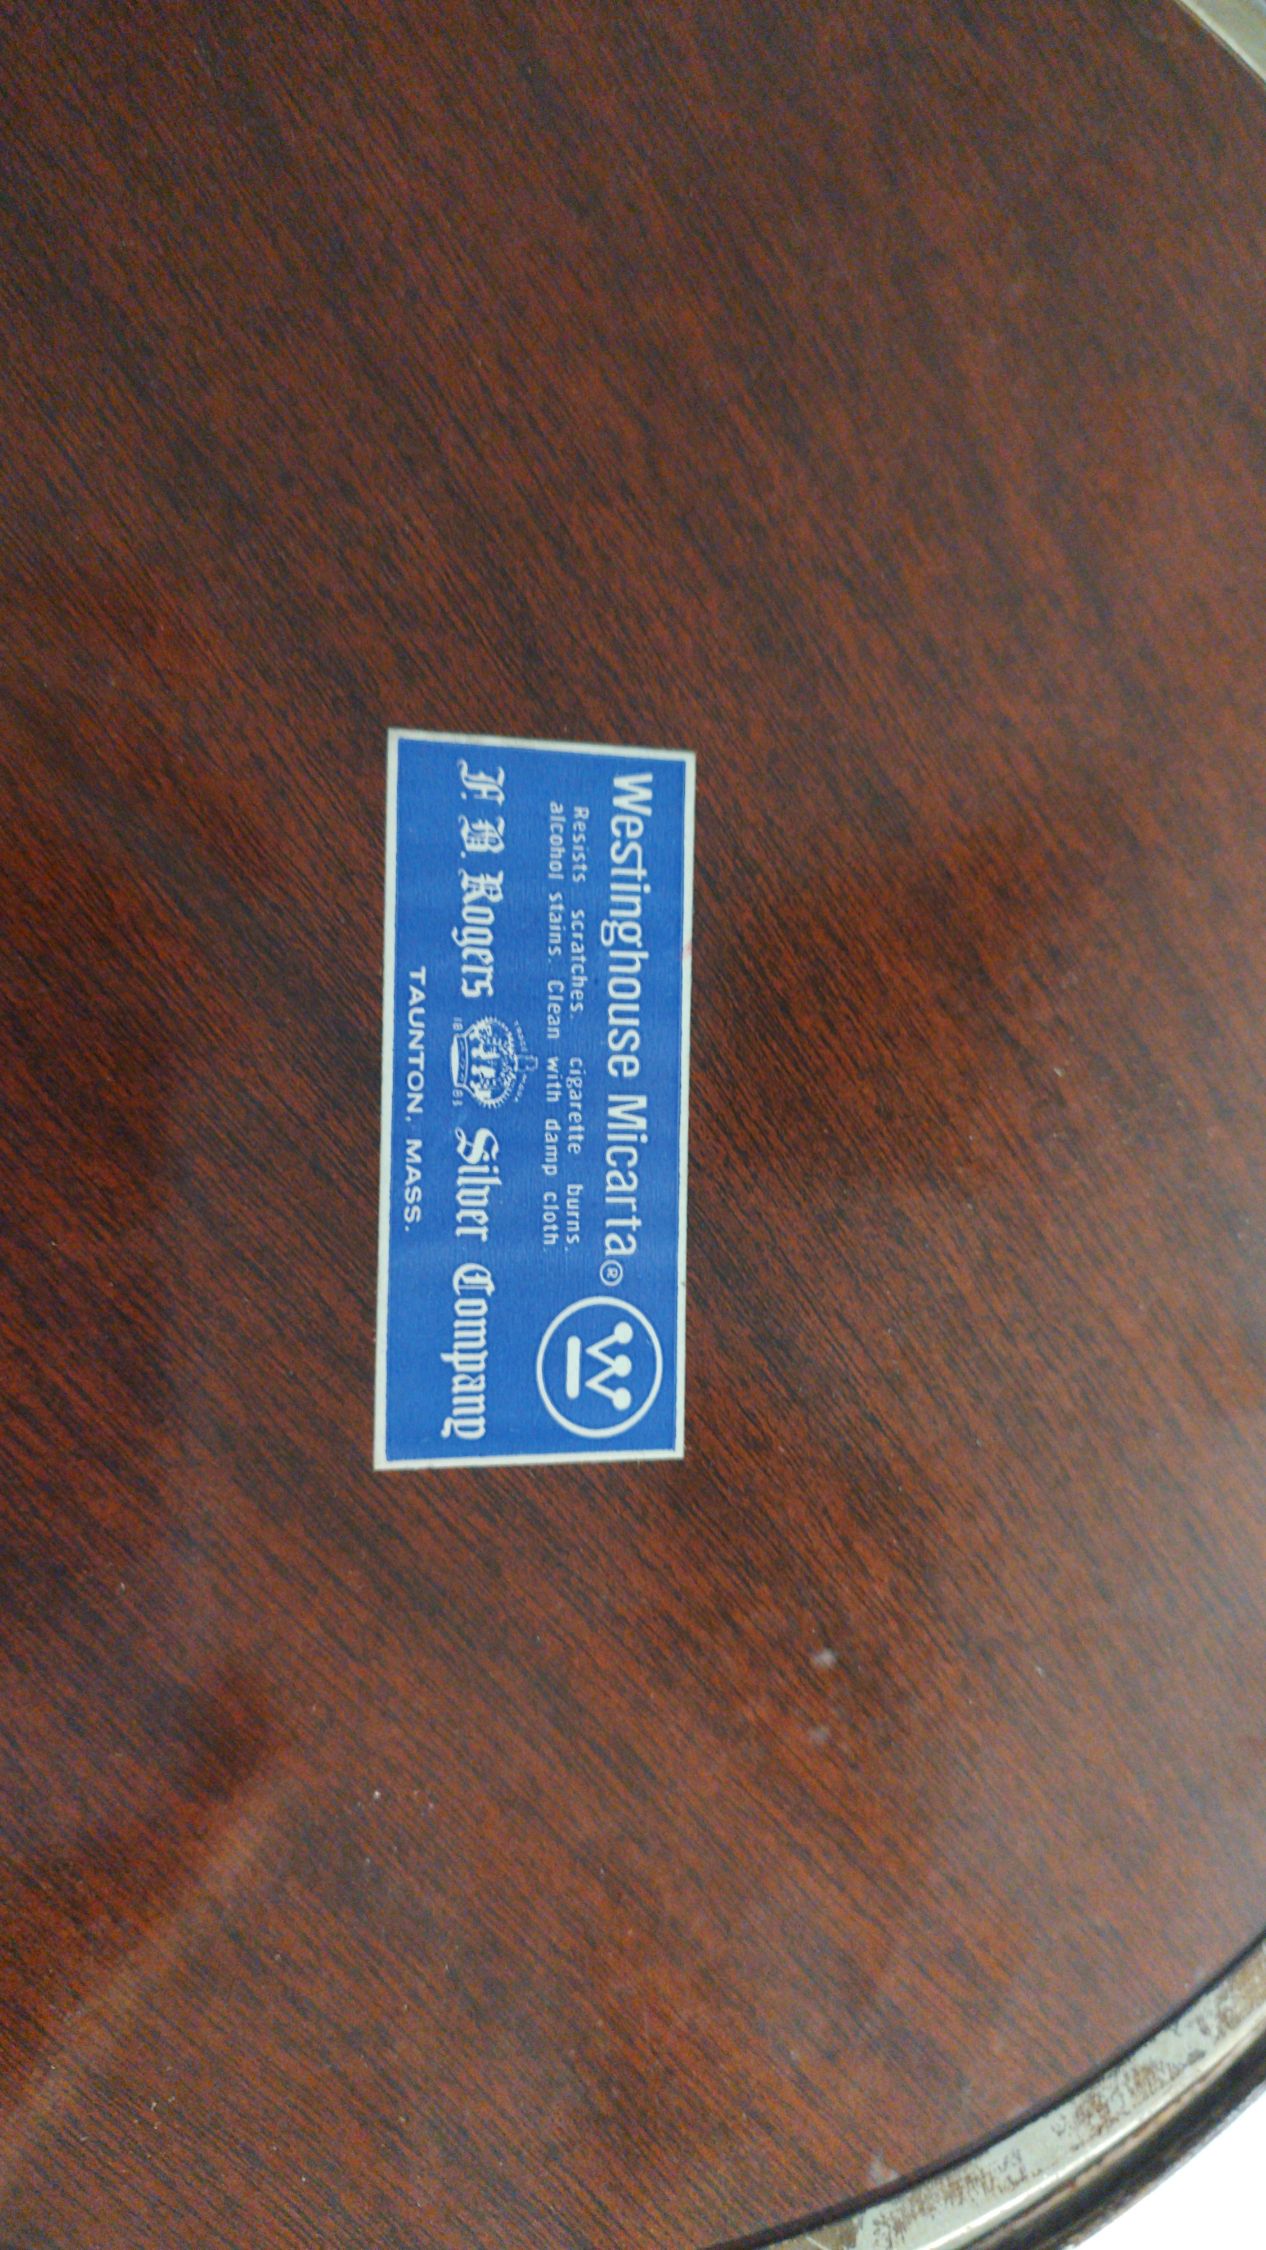 Westinghouse Micarta®
Resists scratches, cigarette burns,
alcohol stains. Clean with damp cloth.
F. B. Rogers Silver Company
TAUNTON, MASS.